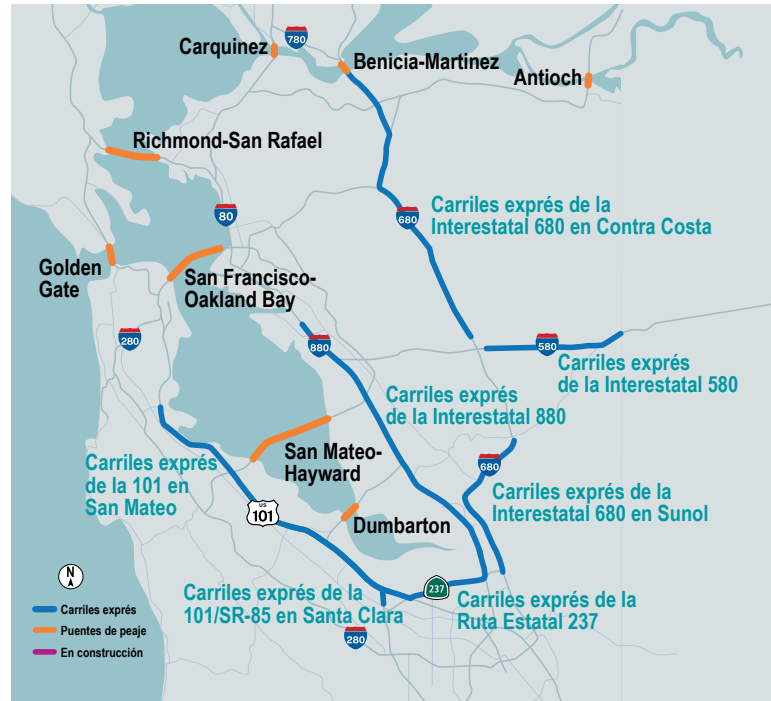 780
Carquinez
Benicia-Martinez
Antioch
Richmond-San Rafael
80
680
Carriles exprés de la
Interestatal 680 en Contra Costa
Golden
Gate
San Francisco-
Oakland Bay
280
880
580
Carriles exprés
de la Interestatal 580
Carriles exprés
de la Interestatal 880
San Mateo-
Hayward
Carriles exprés
de la 101 en
San Mateo
680
Carriles exprés de la
Interestatal 680 en Sunol
US
101
Dumbarton
N
237
Carriles exprés de la
101/SR-85 en Santa Clara
Carriles exprés de la
Ruta Estatal 237
280
Carriles exprés
Puentes de peaje
En construcción